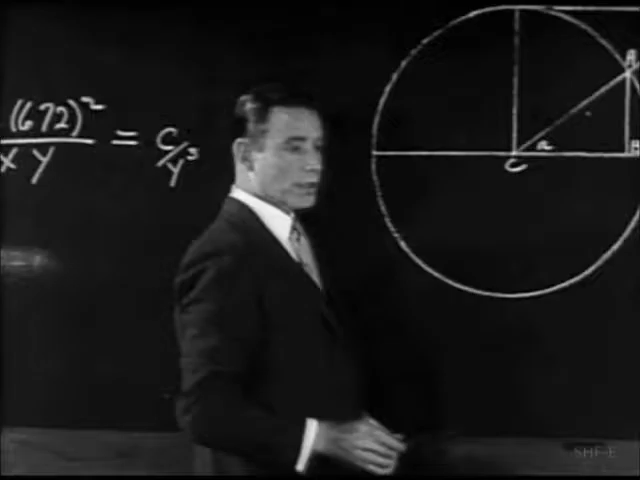 (672)²
X Y = C/Y³
A
C a B
SHF-E